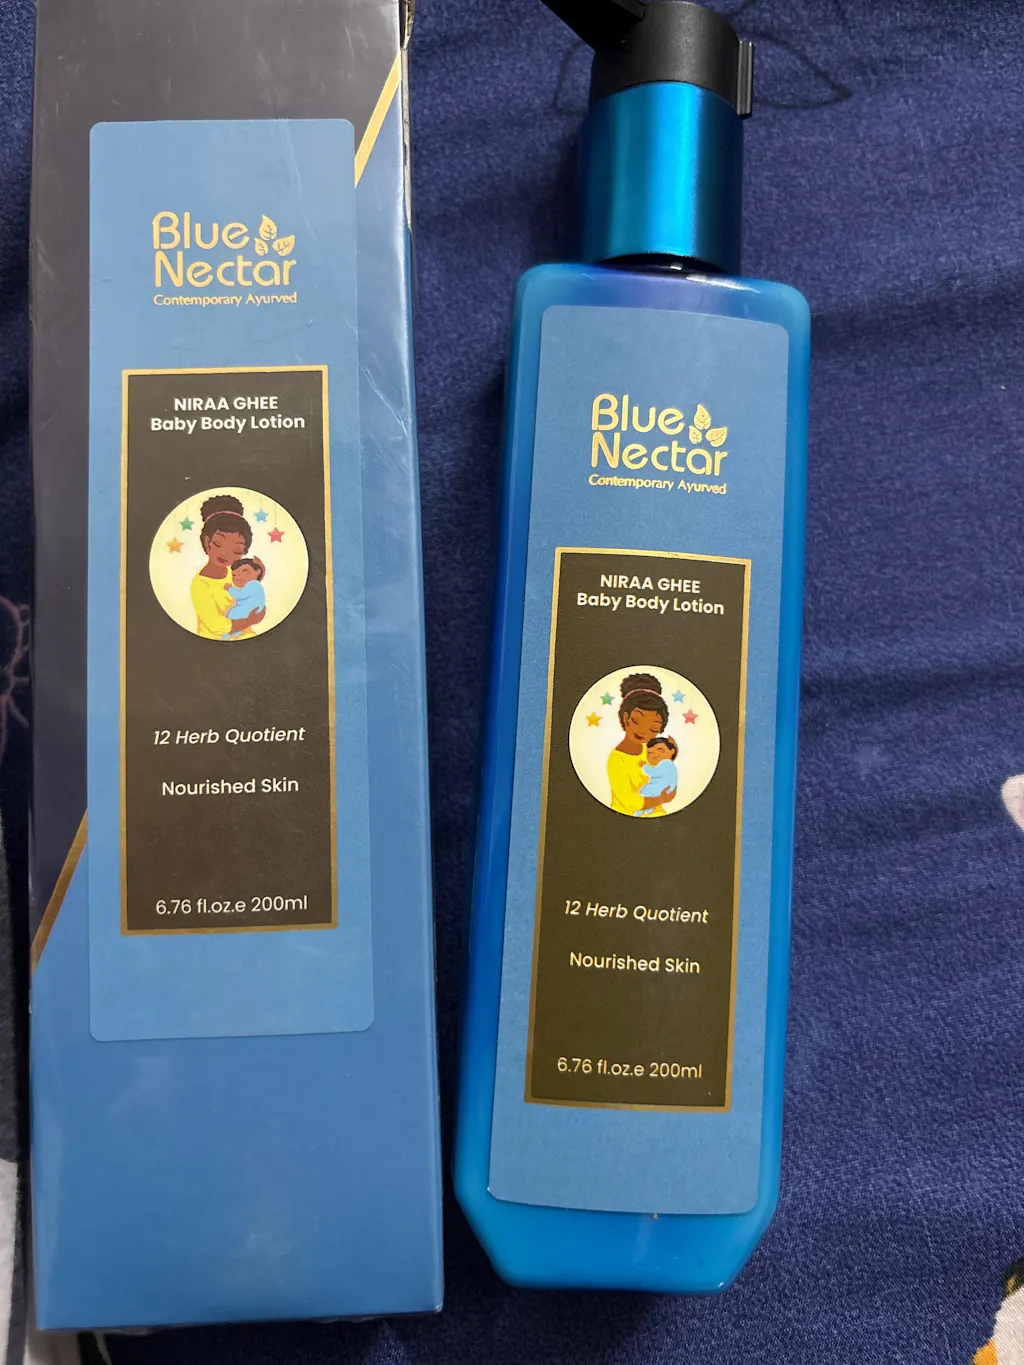 Blue
Nectar
Contemporary Ayurved
NIRAA GHEE
Baby Body Lotion
12 Herb Quotient
Nourished Skin
6.76 fl.oz.e 200ml
Blue
Nectar
Contemporary Ayurved
NIRAA GHEE
Baby Body Lotion
12 Herb Quotient
Nourished Skin
6.76 fl.oz.e 200ml